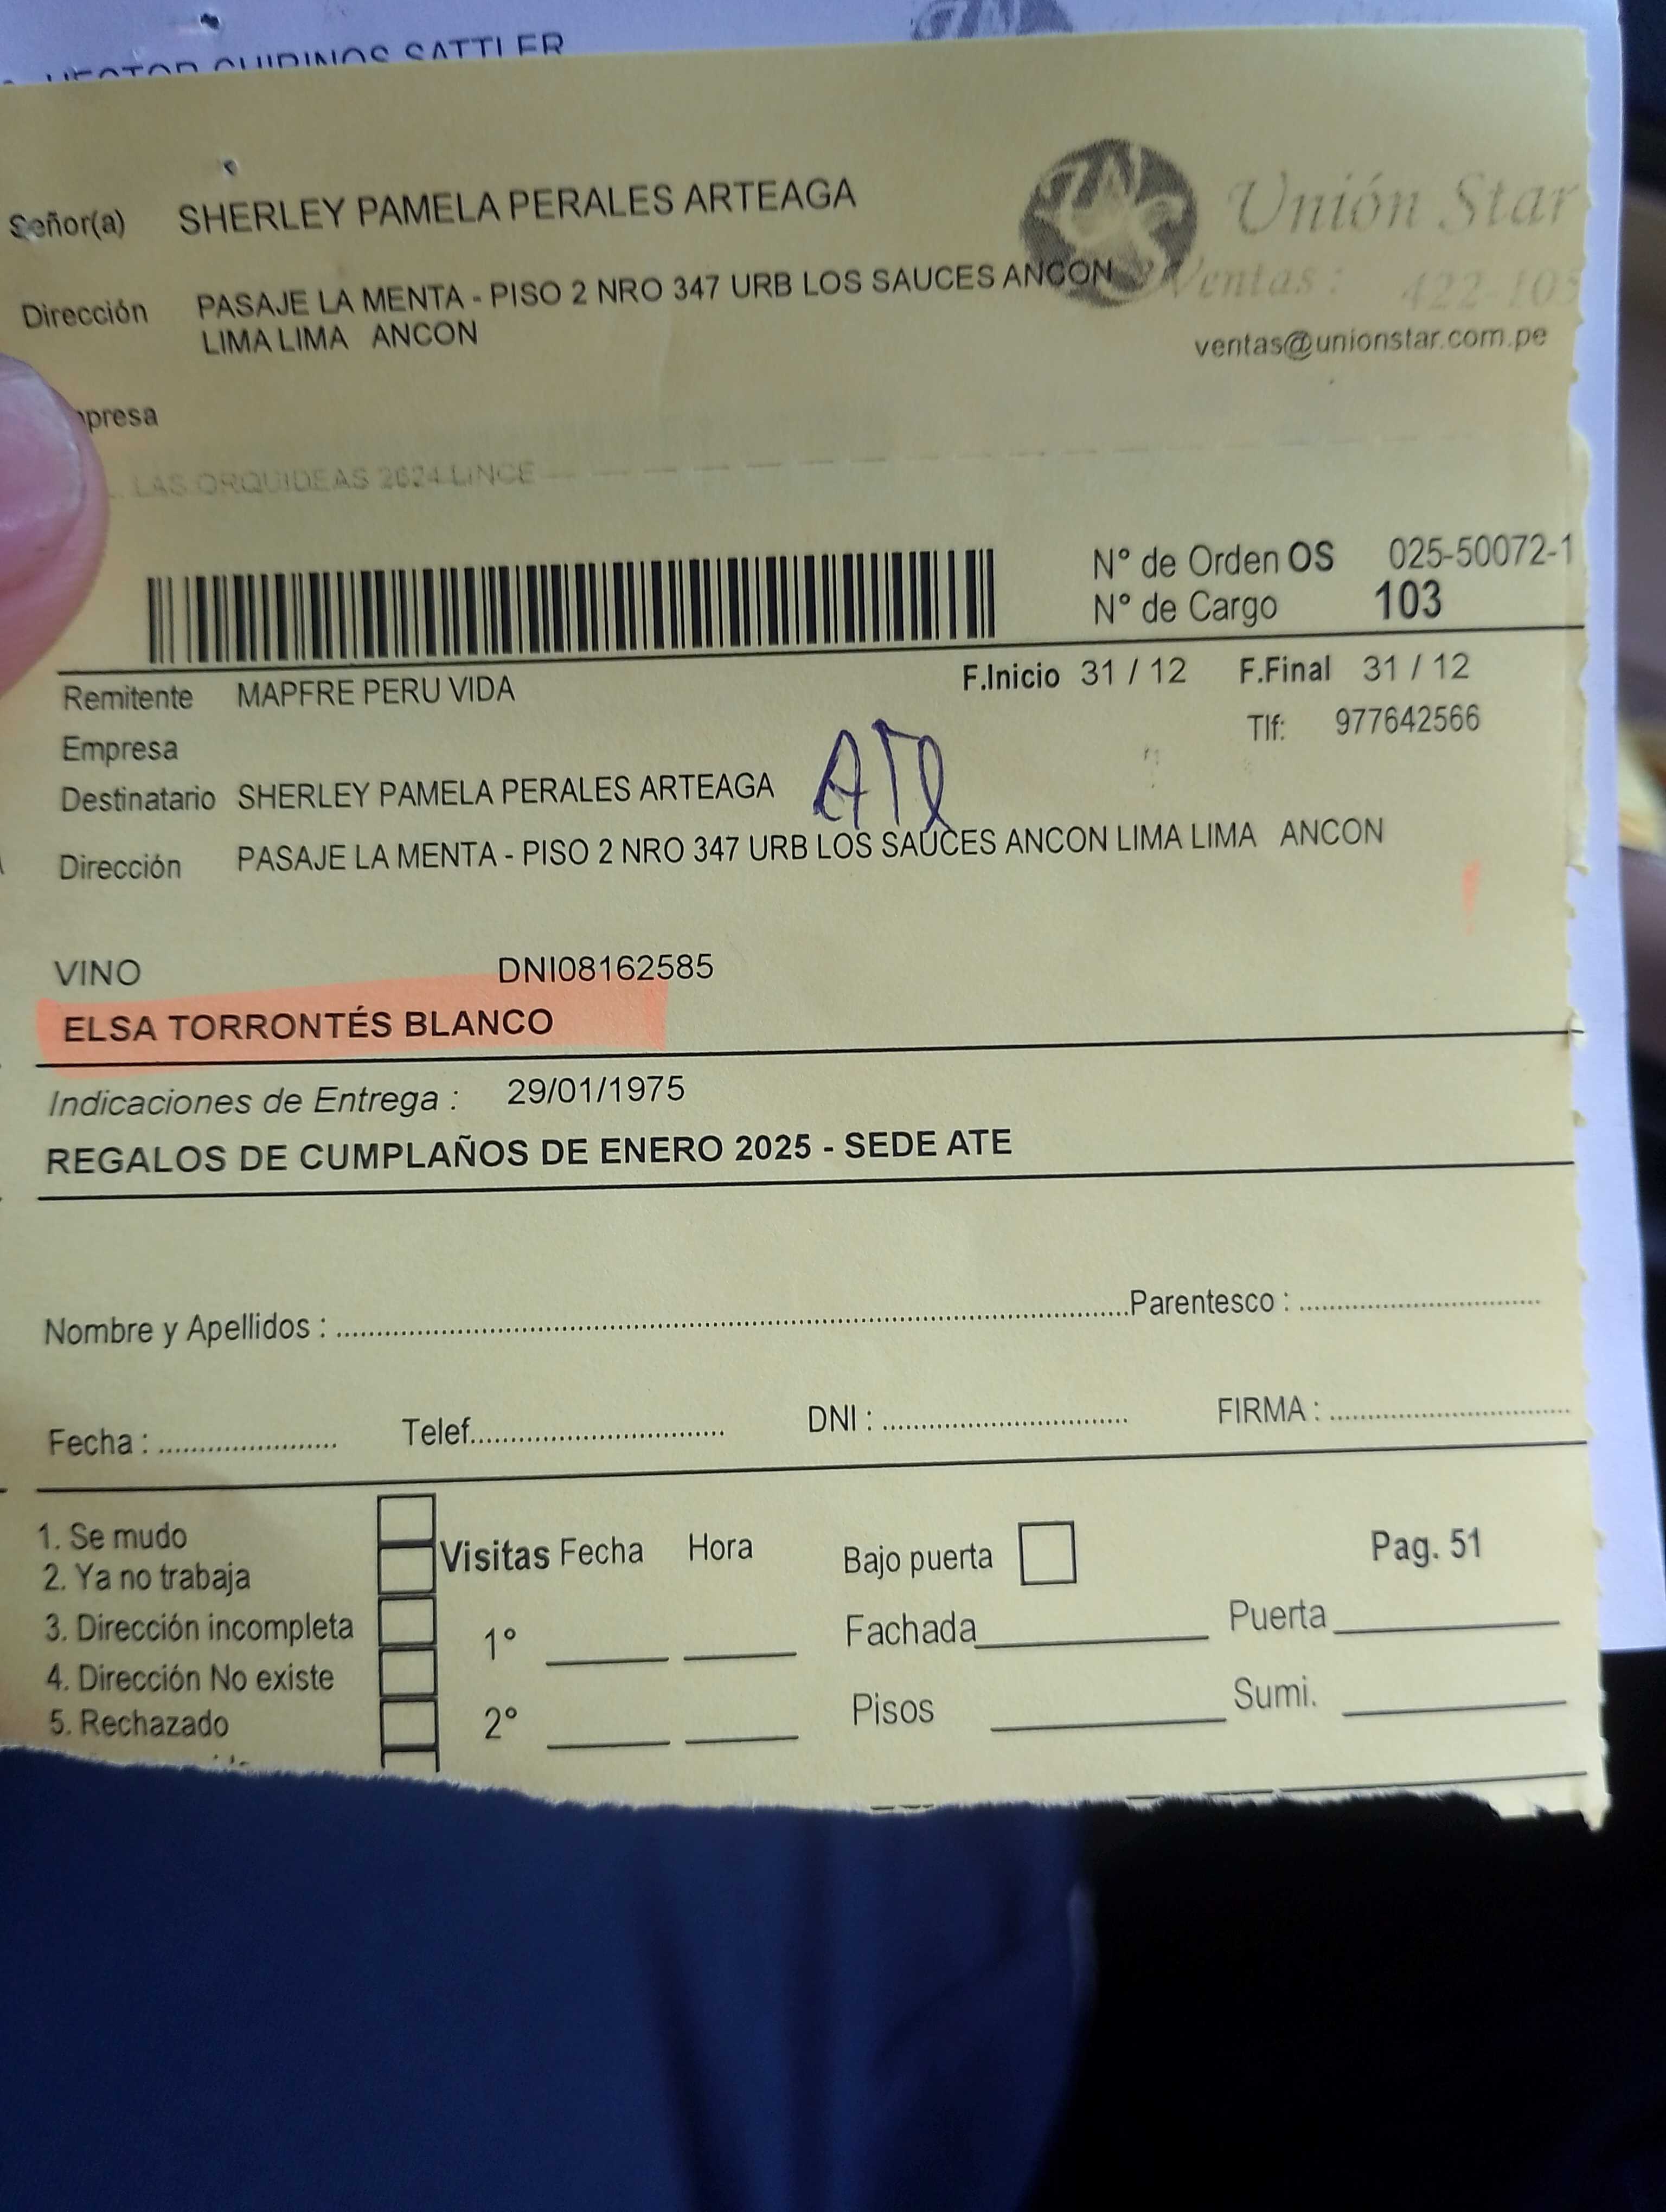 HECTOR CHIRINOS SATTLER
Señor(a) SHERLEY PAMELA PERALES ARTEAGA
Unión Star
Dirección PASAJE LA MENTA - PISO 2 NRO 347 URB LOS SAUCES ANCON
LIMA LIMA ANCON
Ventas : 422-103
ventas@unionstar.com.pe
presa
LAS ORQUIDEAS 2624 LINCE
N° de Orden OS 025-50072-1
N° de Cargo 103
Remitente MAPFRE PERU VIDA
F.Inicio 31 / 12 F.Final 31 / 12
Empresa
Tlf: 977642566
Destinatario SHERLEY PAMELA PERALES ARTEAGA
Dirección PASAJE LA MENTA - PISO 2 NRO 347 URB LOS SAUCES ANCON LIMA LIMA ANCON
VINO DNI08162585
ELSA TORRONTÉS BLANCO
Indicaciones de Entrega : 29/01/1975
REGALOS DE CUMPLAÑOS DE ENERO 2025 - SEDE ATE
Nombre y Apellidos : Parentesco :
Fecha : Telef. DNI : FIRMA :
1. Se mudo
2. Ya no trabaja
3. Dirección incompleta
4. Dirección No existe
5. Rechazado
Visitas Fecha Hora
1°
2°
Bajo puerta
Pag. 51
Fachada Puerta
Pisos Sumi.